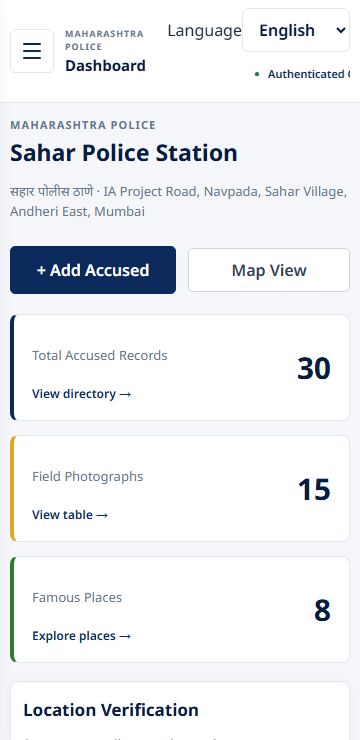 MAHARASHTRA
POLICE
Dashboard
Language
English
Authenticated
MAHARASHTRA POLICE
Sahar Police Station
सहार पोलीस ठाणे · IA Project Road, Navpada, Sahar Village,
Andheri East, Mumbai
+ Add Accused
Map View
Total Accused Records
30
View directory →
Field Photographs
15
View table →
Famous Places
8
Explore places →
Location Verification